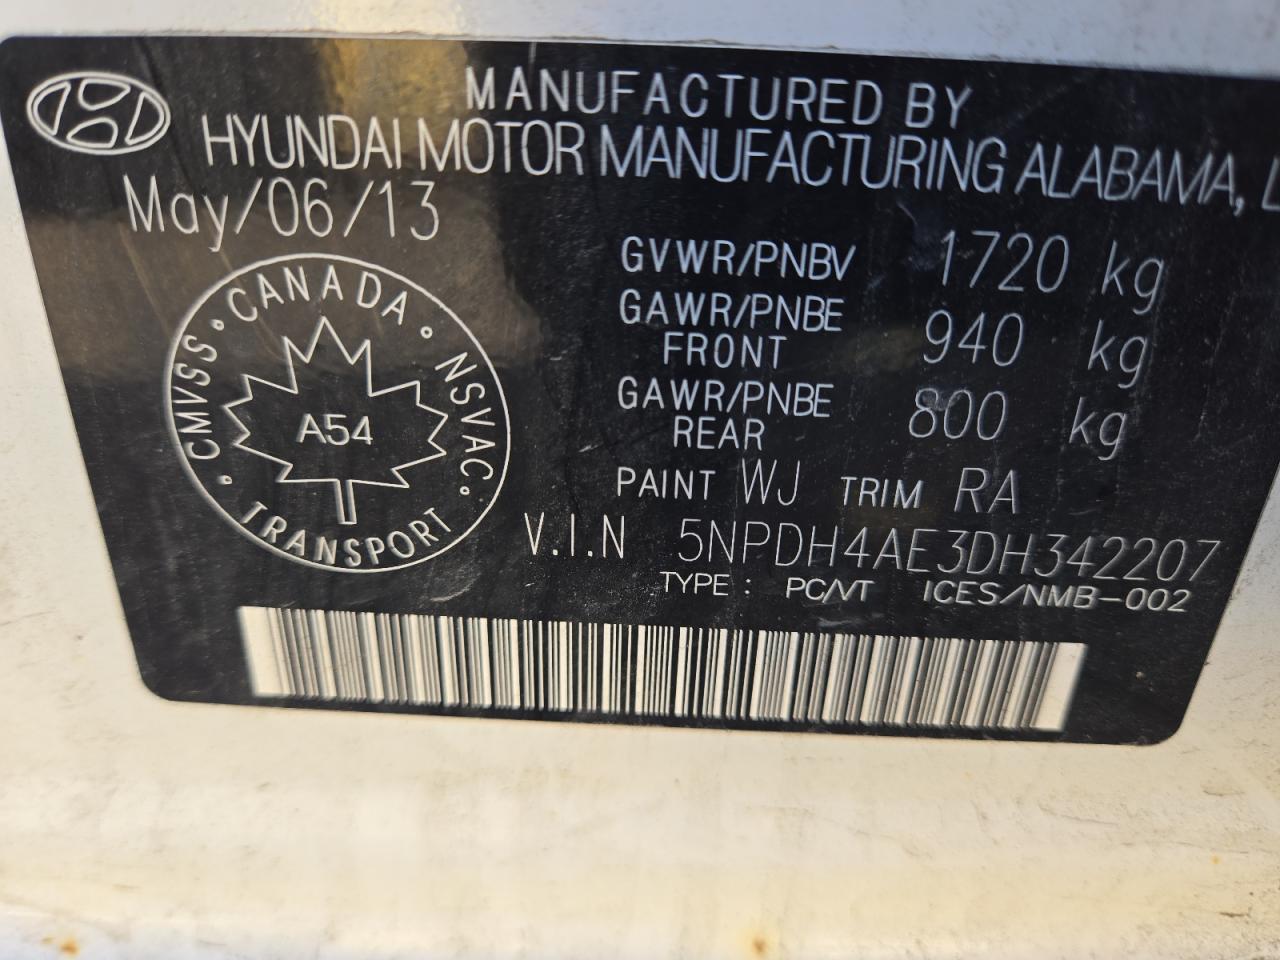 MANUFACTURED BY
HYUNDAI MOTOR MANUFACTURING ALABAMA,
May/06/13
GVWR/PNBV 1720 kg
GAWR/PNBE FRONT 940 kg
GAWR/PNBE REAR 800 kg
CANADA
CMVSS
NSVAC
TRANSPORT
A54
PAINT WJ TRIM RA
V.I.N 5NPDH4AE3DH342207
TYPE : PC/VT ICES/NMB-002